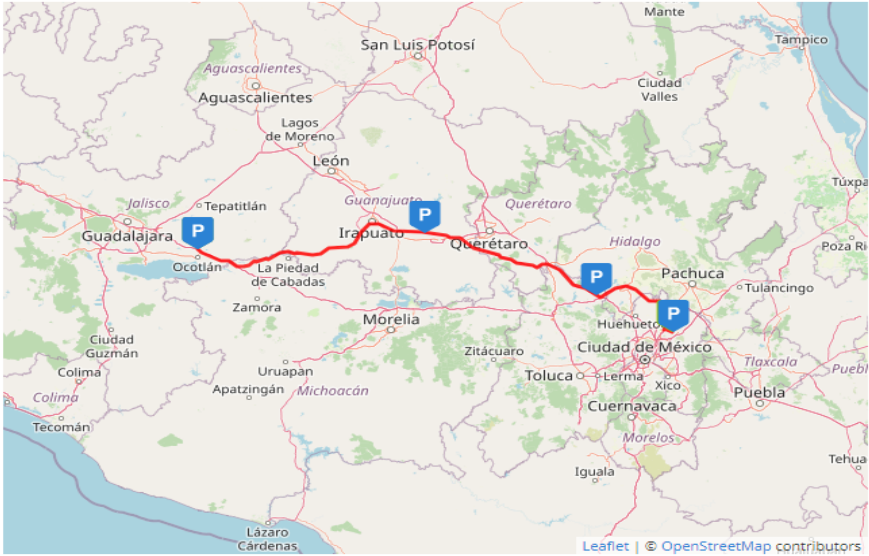 Mante
San Luis Potosí
Tampico
Aguascalientes
Ciudad
Valles
Aguascalientes
Lagos
de Moreno
León
Túxpa
Guanajuato
Querétaro
Jalisco
Tepatitlán
P
P
Irapuato
Guadalajara
Querétaro
Hidalgo
Poza Ri
Ocotlán
La Piedad
de Cabadas
P
Pachuca
Tulancingo
Zamora
P
Morelia
Huehueto
Ciudad
Guzmán
Zitácuaro
Ciudad de México
Tlaxcala
Uruapan
Colima
Toluca
Lerma
Xico
Pueb
Apatzingán
Michoacán
Puebla
Colima
Cuernavaca
Tecomán
Morelos
Tehua
Iguala
Lázaro
Cárdenas
Leaflet | © OpenStreetMap contributors